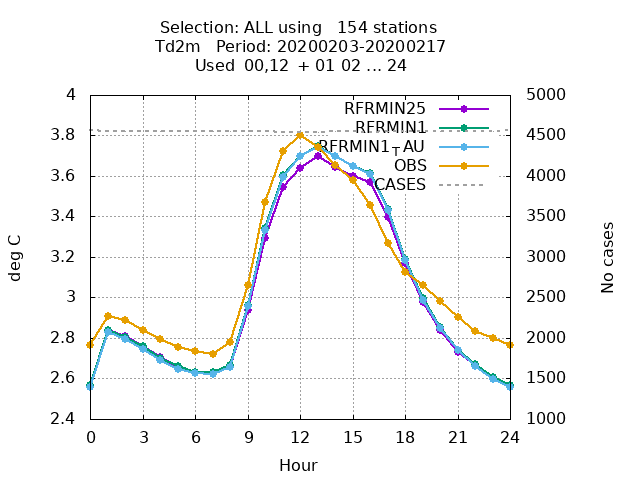 Selection: ALL using   154 stations
Td2m   Period: 20200203-20200217
Used  00,12  + 01 02 ... 24
deg C
4
3.8
3.6
3.4
3.2
3
2.8
2.6
2.4
RFRMIN25
RFRMIN1
RFRMIN1TAU
OBS
CASES
5000
4500
4000
3500
3000
2500
2000
1500
1000
No cases
0 3 6 9 12 15 18 21 24
Hour